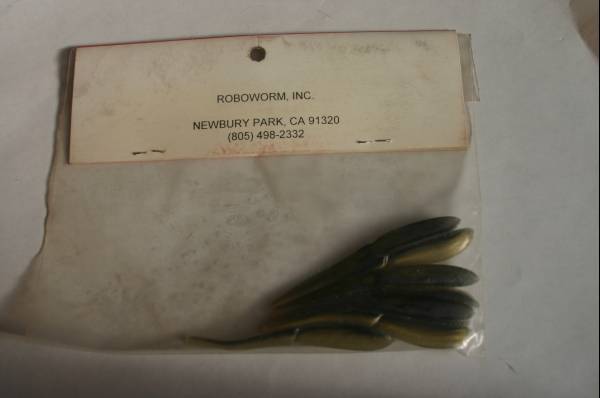 ROBOWORM, INC.
NEWBURY PARK, CA 91320
(805) 498-2332